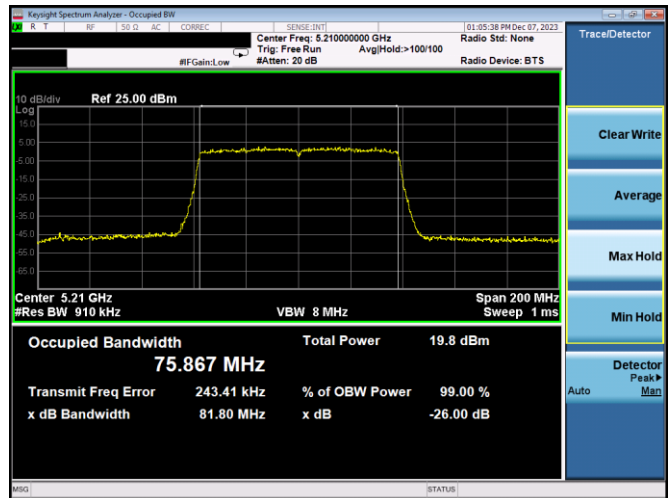 Keysight Spectrum Analyzer - Occupied BW
R T RF 50 Ω AC CORREC SENSE:INT 01:05:38 PM Dec 07, 2023
Center Freq: 5.210000000 GHz Radio Std: None
Trig: Free Run Avg|Hold:>100/100
#IFGain:Low #Atten: 20 dB Radio Device: BTS
Trace/Detector
10 dB/div Ref 25.00 dBm
Log
15.0
5.00
-5.00
-15.0
-25.0
-35.0
-45.0
-55.0
-65.0
Center 5.21 GHz Span 200 MHz
#Res BW 910 kHz VBW 8 MHz Sweep 1 ms
Occupied Bandwidth Total Power 19.8 dBm
75.867 MHz
Transmit Freq Error 243.41 kHz % of OBW Power 99.00 %
x dB Bandwidth 81.80 MHz x dB -26.00 dB
Clear Write
Average
Max Hold
Min Hold
Detector
Peak▶
Auto Man
MSG STATUS